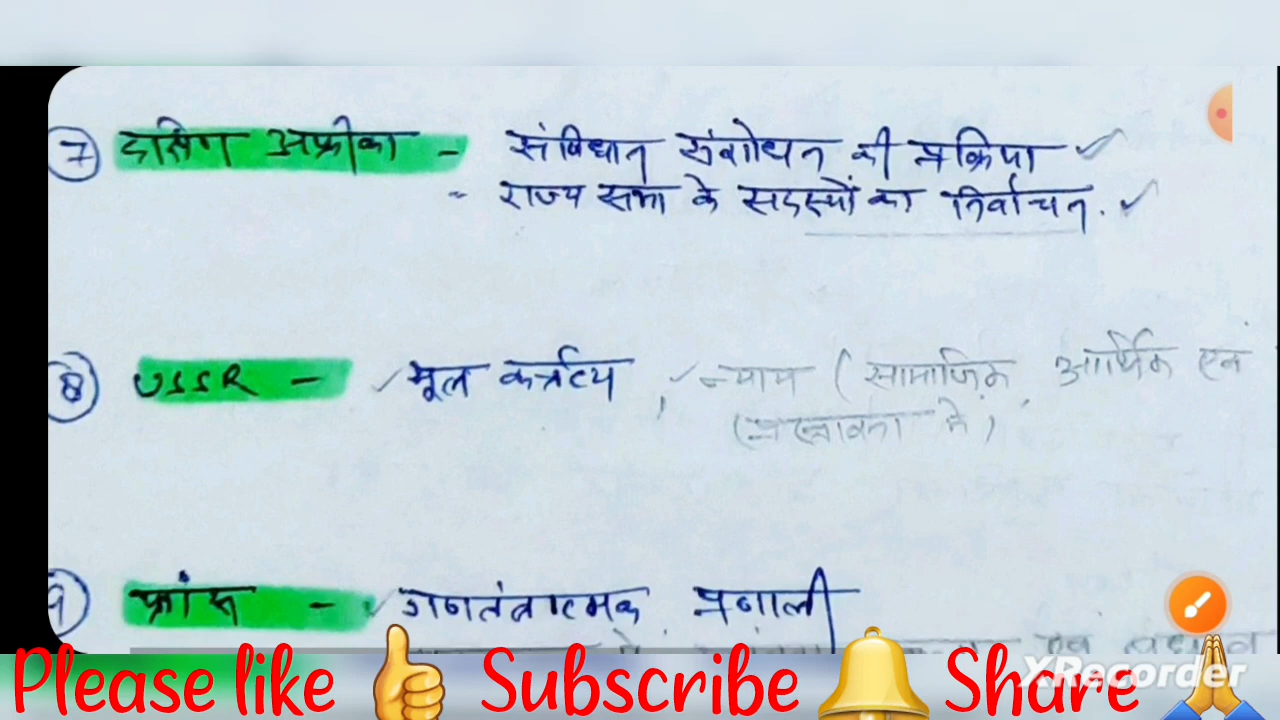 7 दक्षिण अफ्रीका - संविधान संशोधन की प्रक्रिया
- राज्य सभा के सदस्यों का निर्वाचन.
8 USSR - मूल कर्त्तव्य, न्याय (सामाजिक, आर्थिक एवं
(प्रस्तावना में)
9 फ्रांस - गणतंत्रात्मक प्रणाली
एवं
Please like Subscribe Share
XRecorder